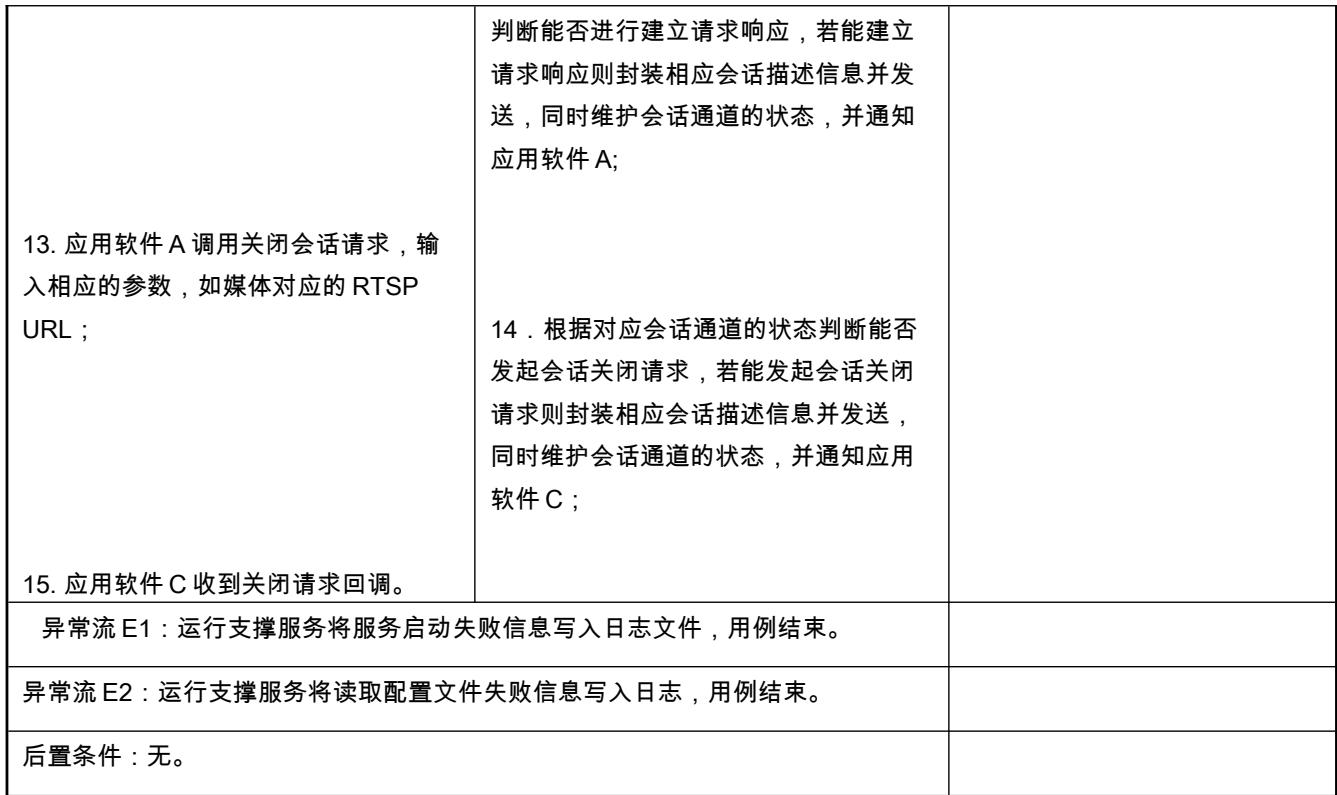 判断能否进行建立请求响应，若能建立
请求响应则封装相应会话描述信息并发
送，同时维护会话通道的状态，并通知
应用软件 A;
13. 应用软件 A 调用关闭会话请求，输
入相应的参数，如媒体对应的 RTSP
URL；
14．根据对应会话通道的状态判断能否
发起会话关闭请求，若能发起会话关闭
请求则封装相应会话描述信息并发送，
同时维护会话通道的状态，并通知应用
软件 C；
15. 应用软件 C 收到关闭请求回调。
异常流 E1：运行支撑服务将服务启动失败信息写入日志文件，用例结束。
异常流 E2：运行支撑服务将读取配置文件失败信息写入日志，用例结束。
后置条件：无。